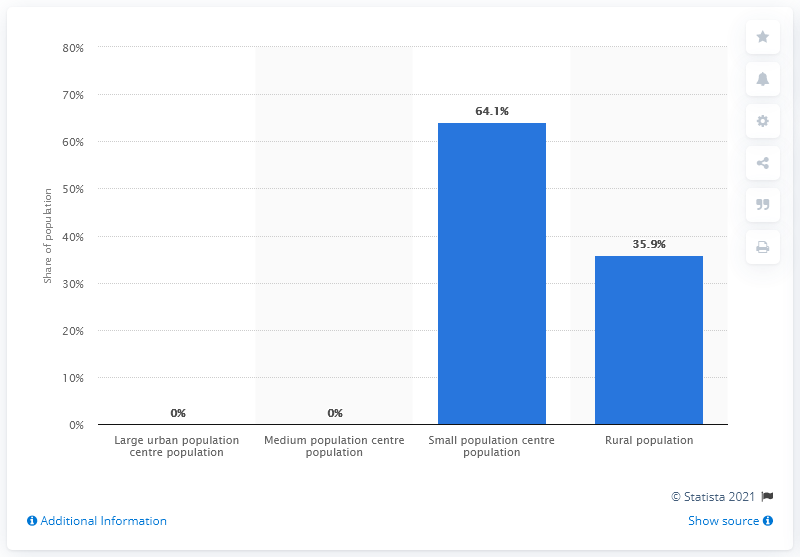 80%
70%
60%
50%
40%
30%
20%
10%
0%
Share of population
0%
0%
64.1%
35.9%
Large urban population
centre population
Medium population centre
population
Small population centre
population
Rural population
© Statista 2021
Additional Information
Show source